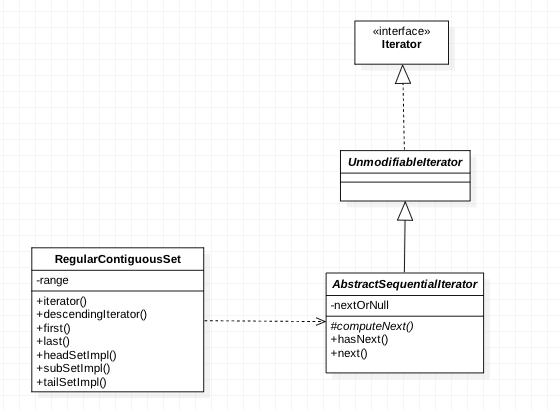 «interface»
Iterator
UnmodifiableIterator
RegularContiguousSet
-range
+iterator()
+descendingIterator()
+first()
+last()
+headSetImpl()
+subSetImpl()
+tailSetImpl()
AbstractSequentialIterator
-nextOrNull
#computeNext()
+hasNext()
+next()